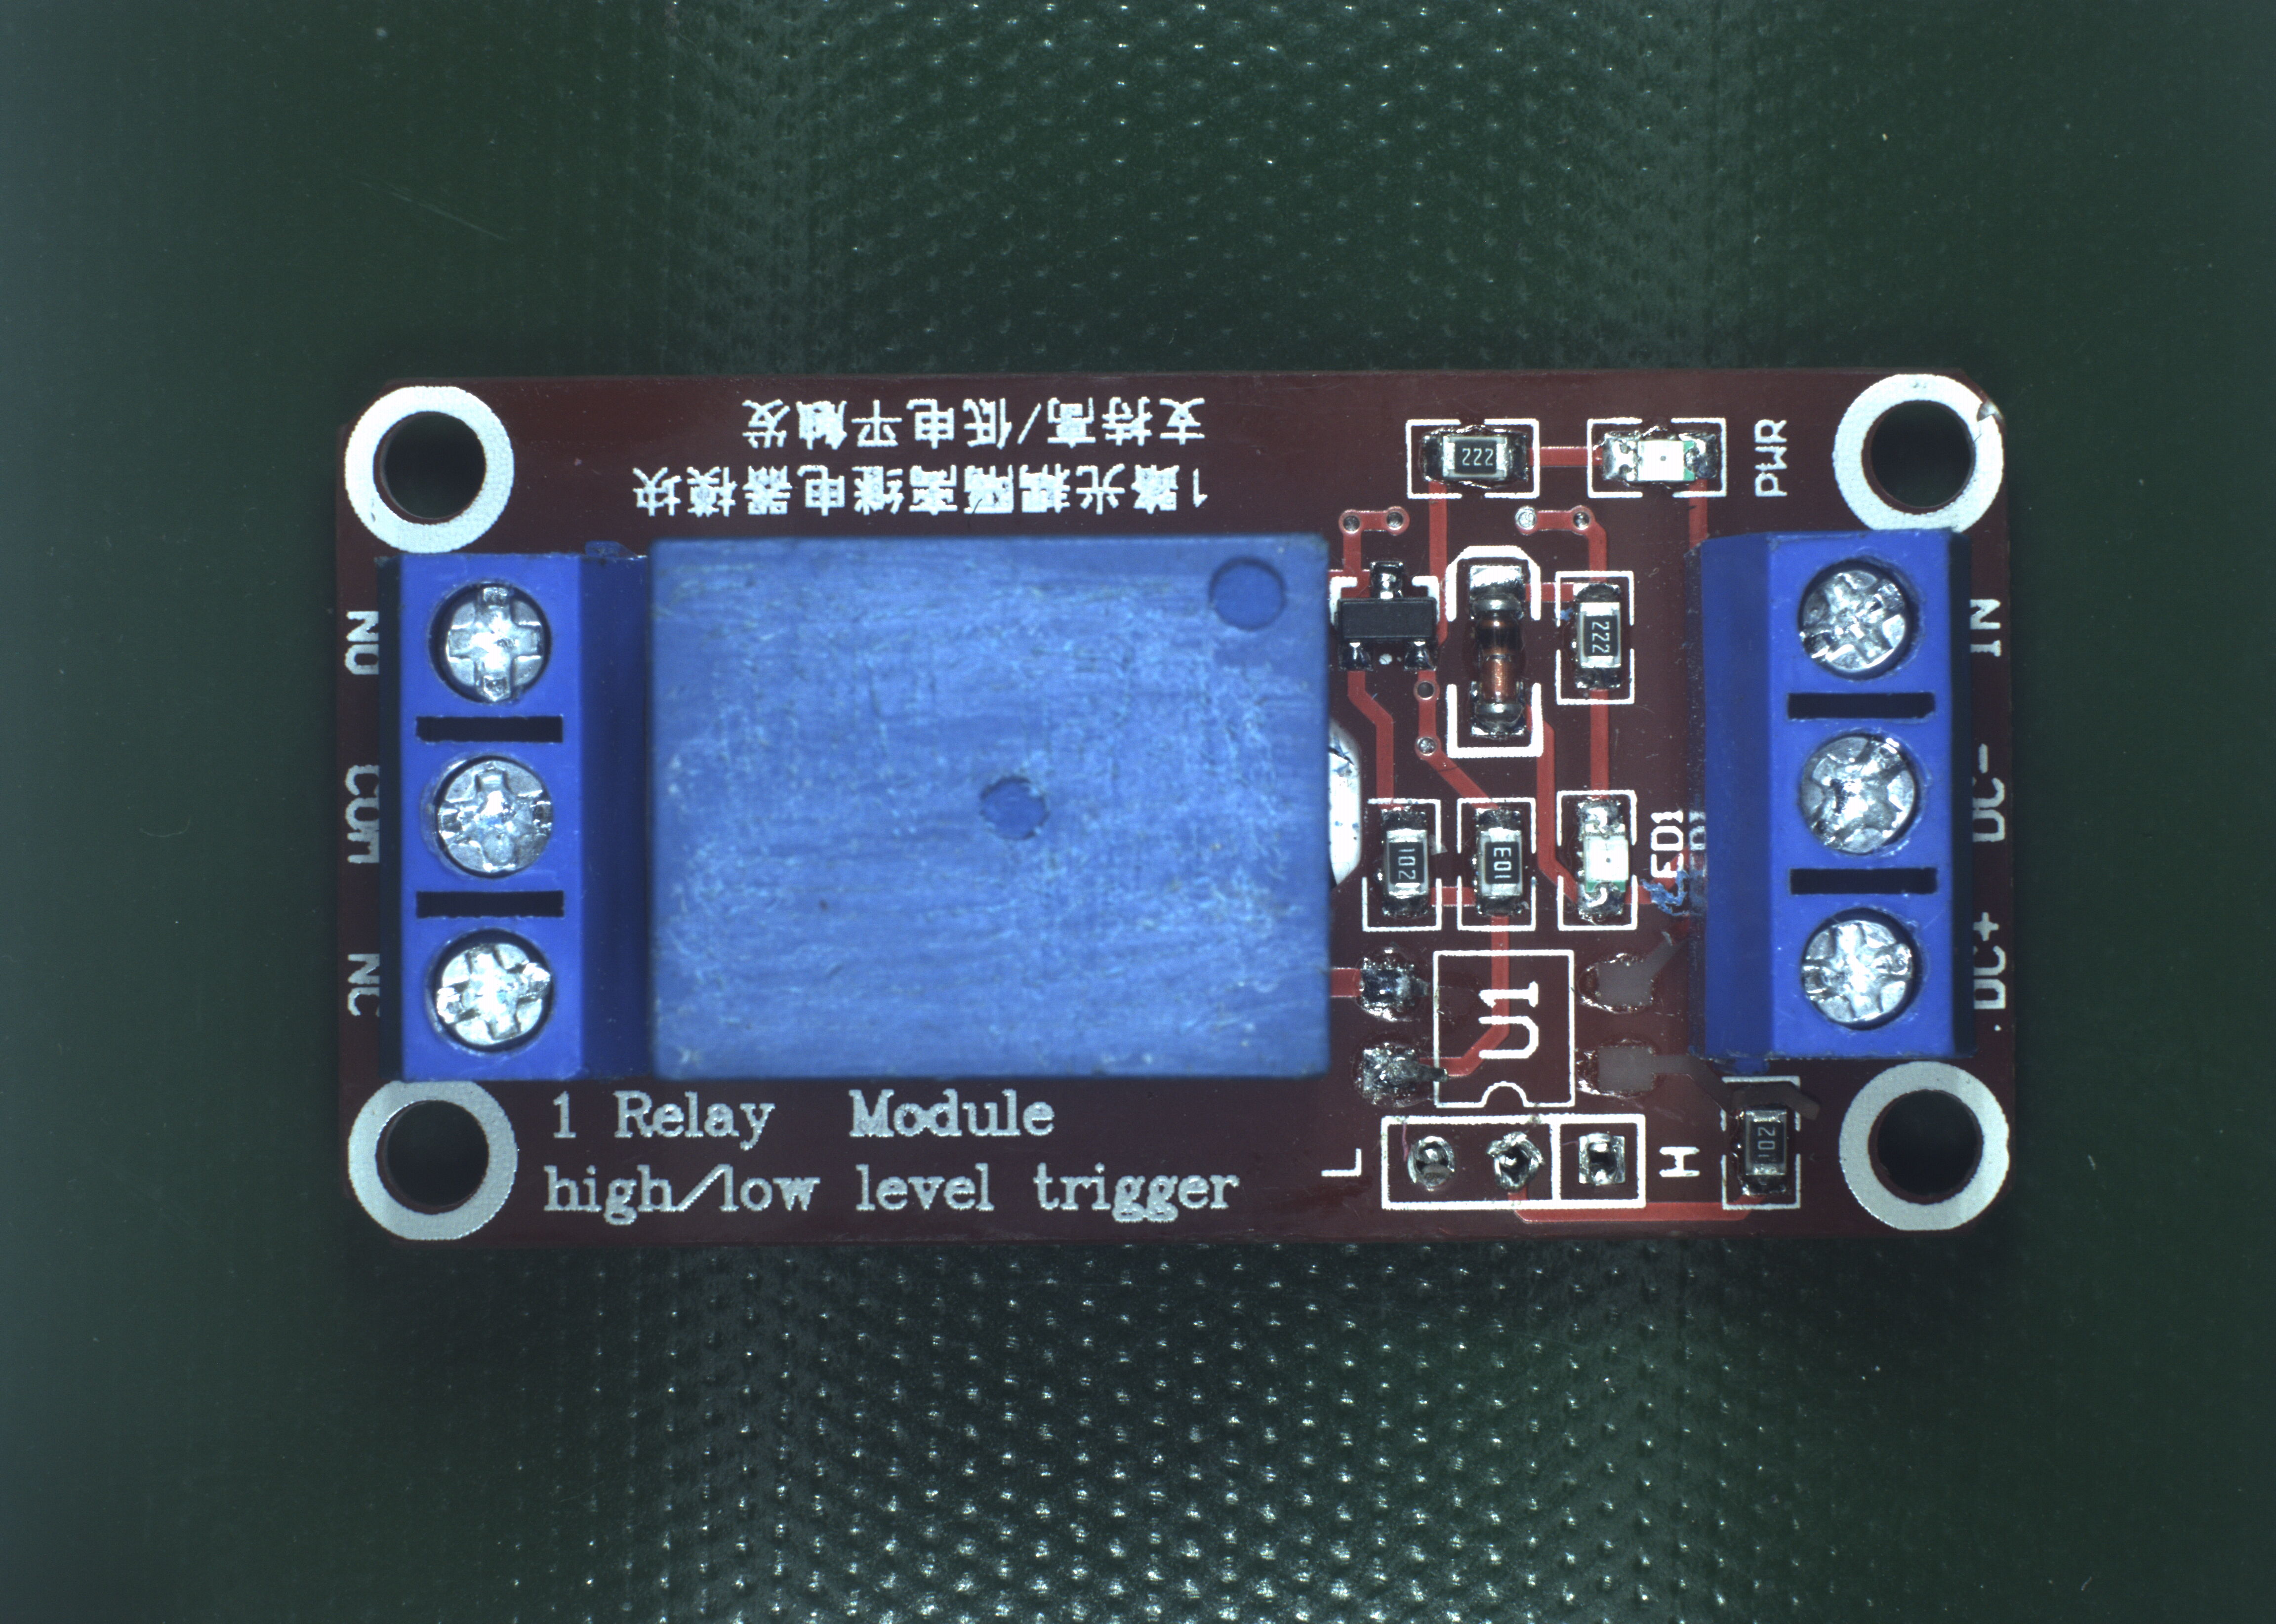 支持高/低电平触发
1路光耦隔离继电器模块
PWR
222
222
NO
COM
NC
IN
DC-
DC+
102
103
ED1
U1
1 Relay Module
high/low level trigger
L
H
102